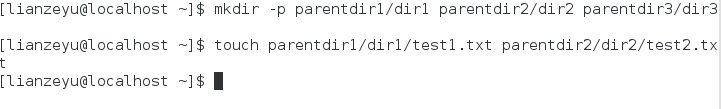 [lianzeyu@localhost ~]$ mkdir -p parentdir1/dir1 parentdir2/dir2 parentdir3/dir3
[lianzeyu@localhost ~]$ touch parentdir1/dir1/test1.txt parentdir2/dir2/test2.tx
t
[lianzeyu@localhost ~]$